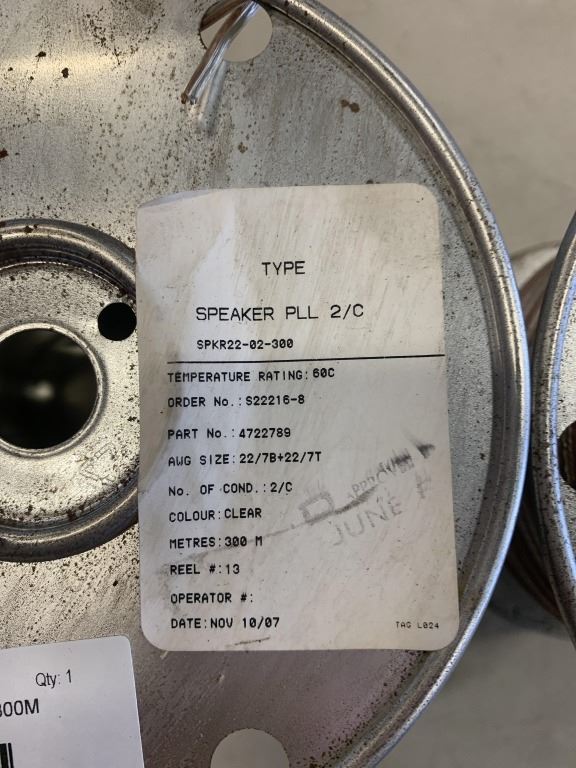 TYPE
SPEAKER PLL 2/C
SPKR22-02-300
TEMPERATURE RATING: 60C
ORDER No.: S22216-8
PART No.: 4722789
AWG SIZE: 22/7B+22/7T
No. OF COND.: 2/C
COLOUR: CLEAR
METRES: 300 M
REEL #: 13
OPERATOR #:
DATE: NOV 10/07
TAG L024
APPROVED
JUNE
Qty: 1
300M